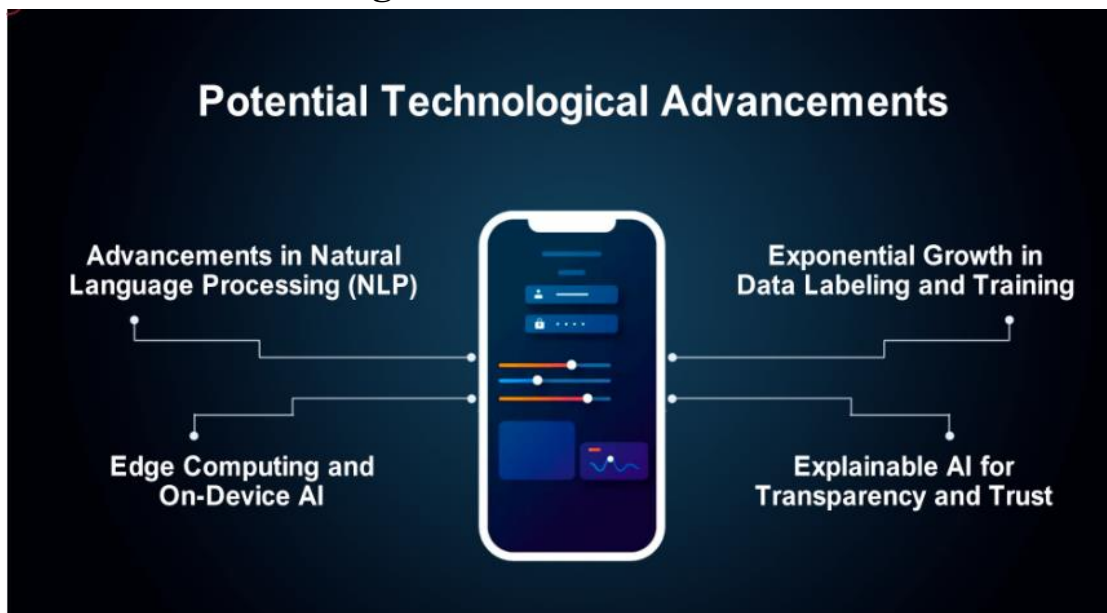 Potential Technological Advancements
Advancements in Natural
Language Processing (NLP)
Exponential Growth in
Data Labeling and Training
Edge Computing and
On-Device AI
Explainable AI for
Transparency and Trust